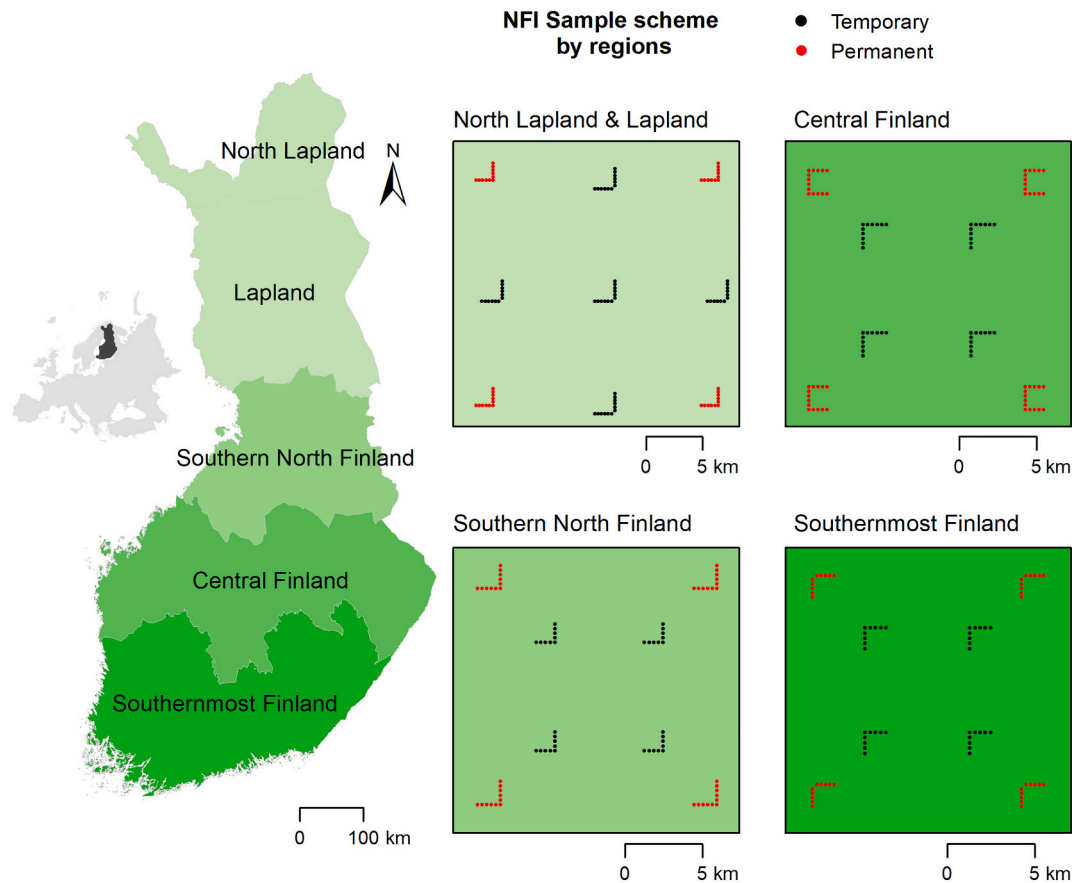 NFI Sample scheme
by regions
Temporary
Permanent
North Lapland
N
Lapland
Southern North Finland
Central Finland
Southernmost Finland
0 100 km
North Lapland & Lapland
0 5 km
Central Finland
0 5 km
Southern North Finland
0 5 km
Southernmost Finland
0 5 km